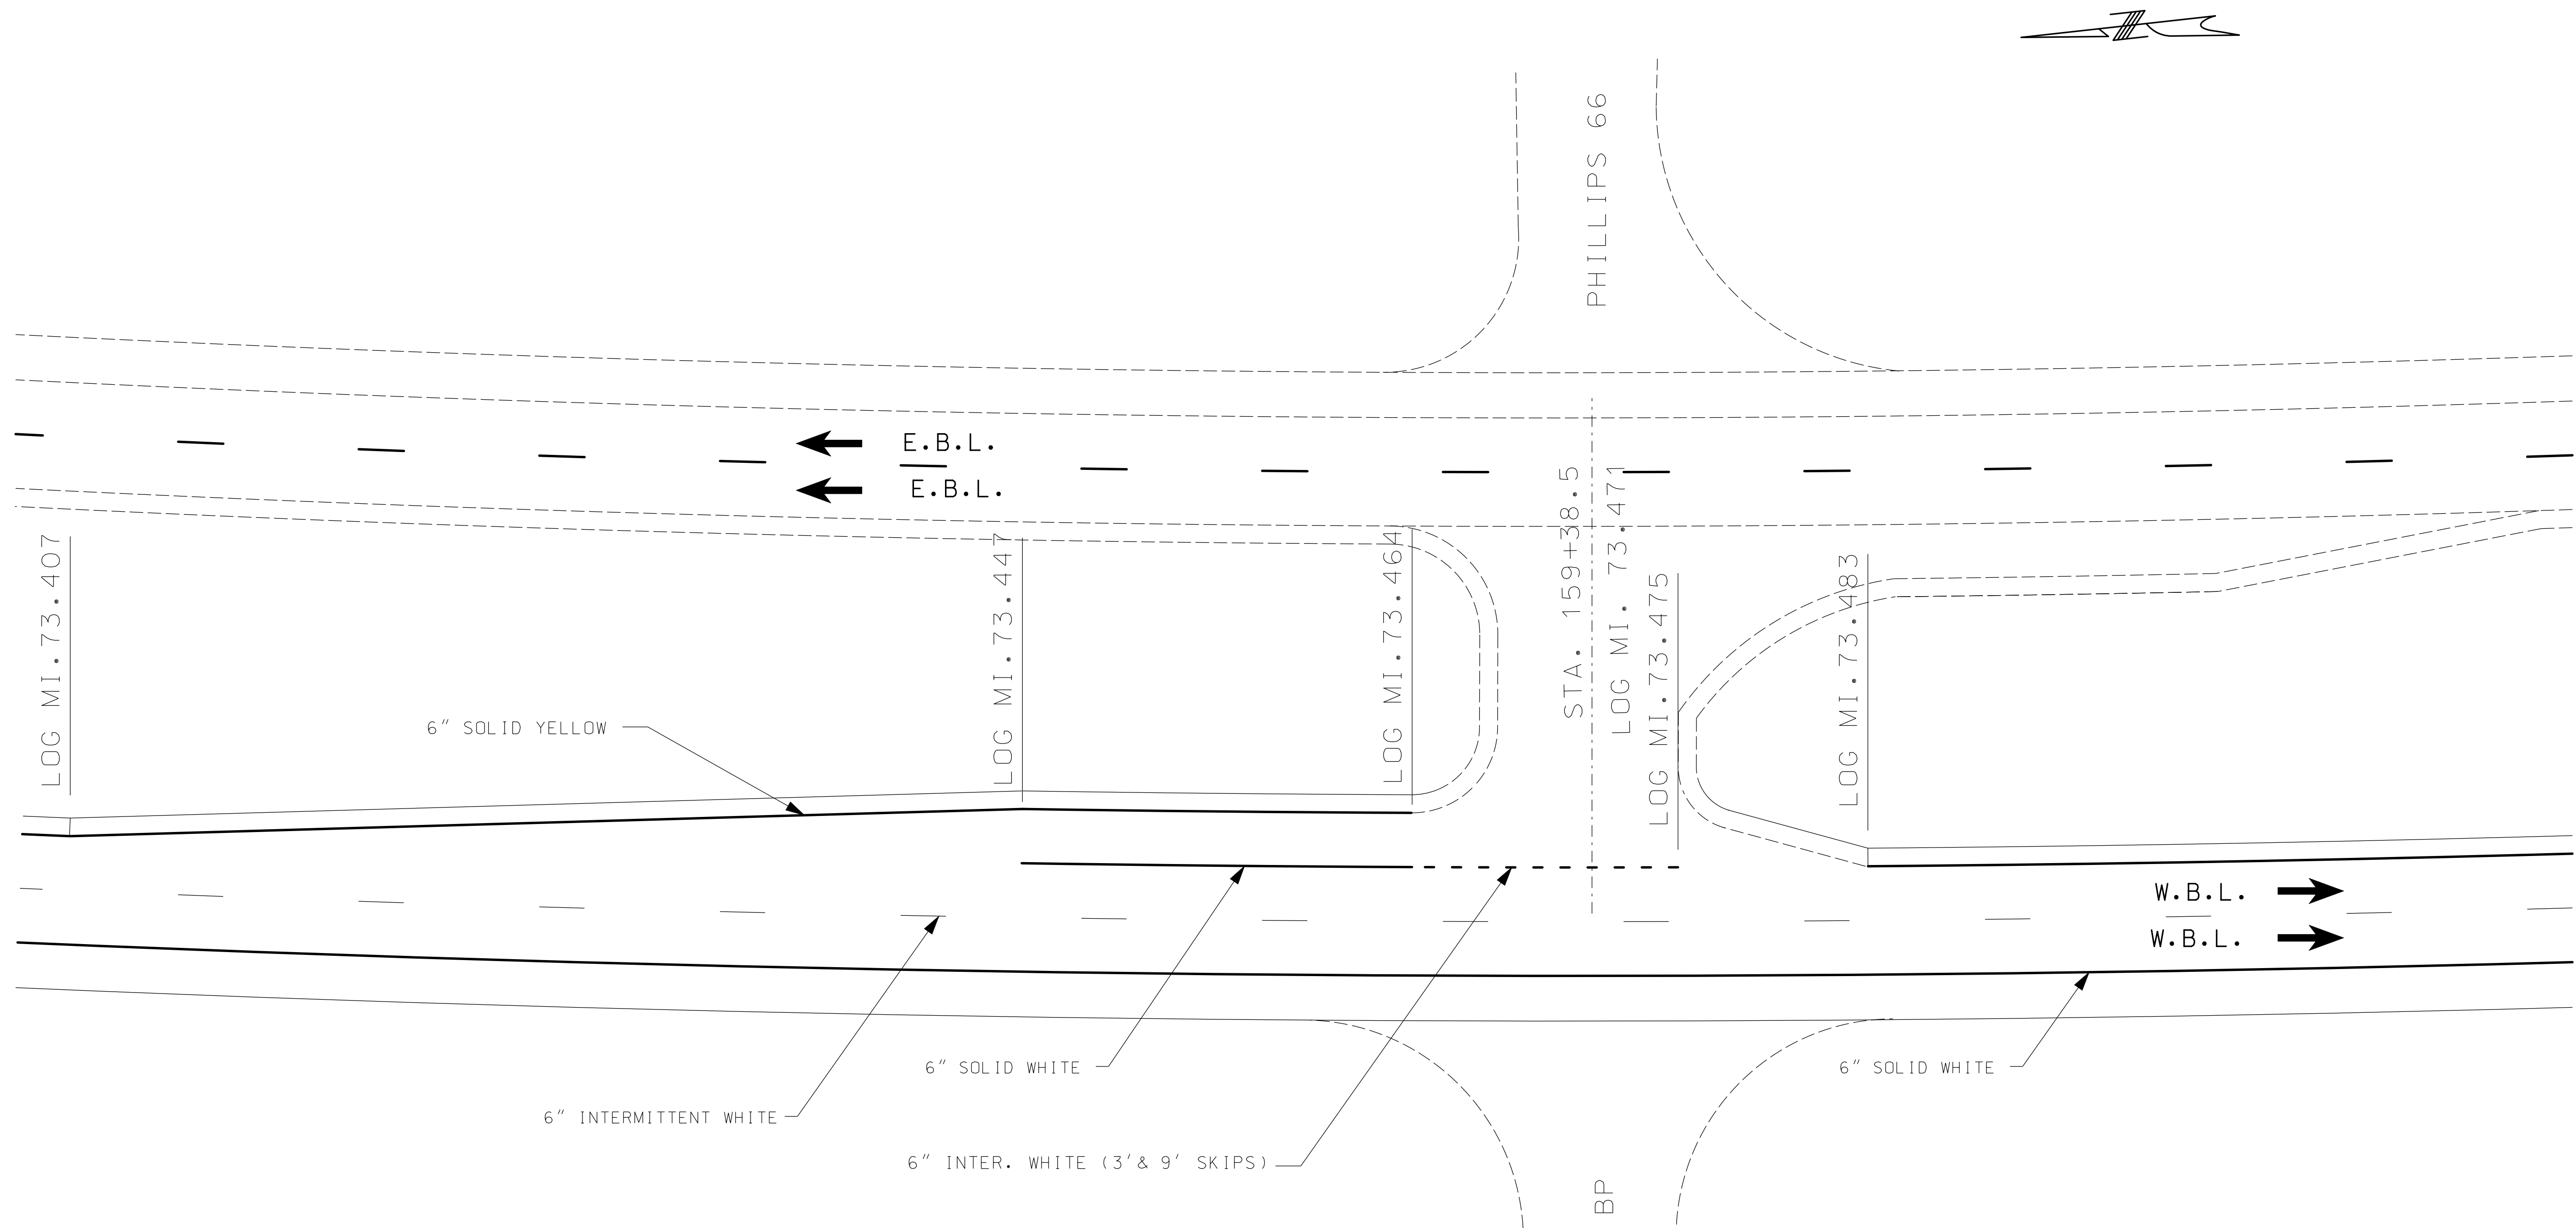 PHILLIPS 66
E.B.L.
E.B.L.
LOG MI.73.407
LOG MI.73.447
LOG MI.73.464
STA. 159+38.5
LOG MI. 73.471
LOG MI.73.475
LOG MI.73.483
6" SOLID YELLOW
W.B.L.
W.B.L.
6" SOLID WHITE
6" SOLID WHITE
6" INTERMITTENT WHITE
6" INTER. WHITE (3'& 9' SKIPS)
BP